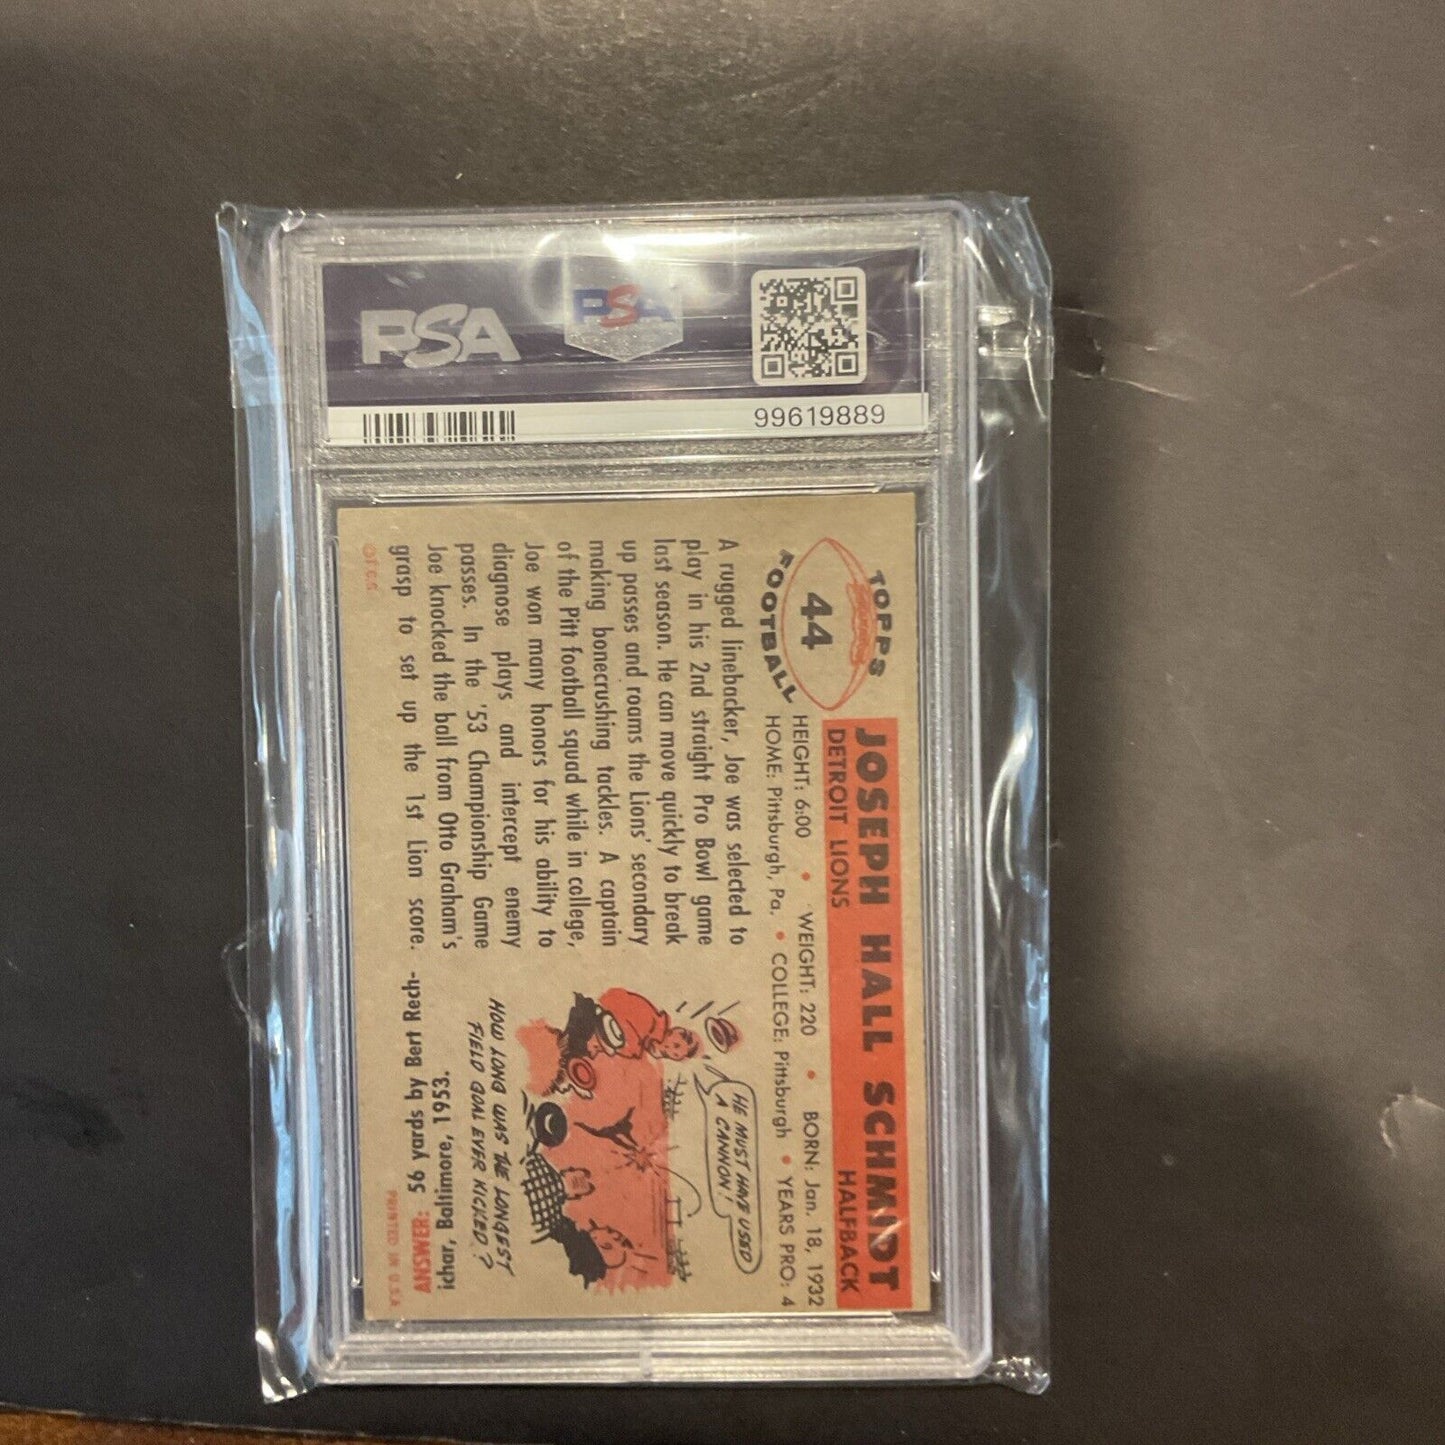 PSA
PSA
99619889
TOPPS
44
FOOTBALL
JOSEPH HALL SCHMIDT
DETROIT LIONS HALFBACK
HEIGHT: 6:00 • WEIGHT: 220 • BORN: Jan. 18, 1932
HOME: Pittsburgh, Pa. • COLLEGE: Pittsburgh • YEARS PRO: 4
A rugged linebacker, Joe was selected to
play in his 2nd straight Pro Bowl game
last season. He can move quickly to break
up passes and roams the Lions' secondary
making bonecrushing tackles. A captain
of the Pitt football squad while in college,
Joe won many honors for his ability to
diagnose plays and intercept enemy
passes. In the '53 Championship Game
Joe knocked the ball from Otto Graham's
grasp to set up the 1st Lion score.
©T.C.G.
HE MUST HAVE USED
A CANNON!
HOW LONG WAS THE LONGEST
FIELD GOAL EVER KICKED?
ANSWER: 56 yards by Bert Rech-
ichar, Baltimore, 1953.
PRINTED IN U.S.A.